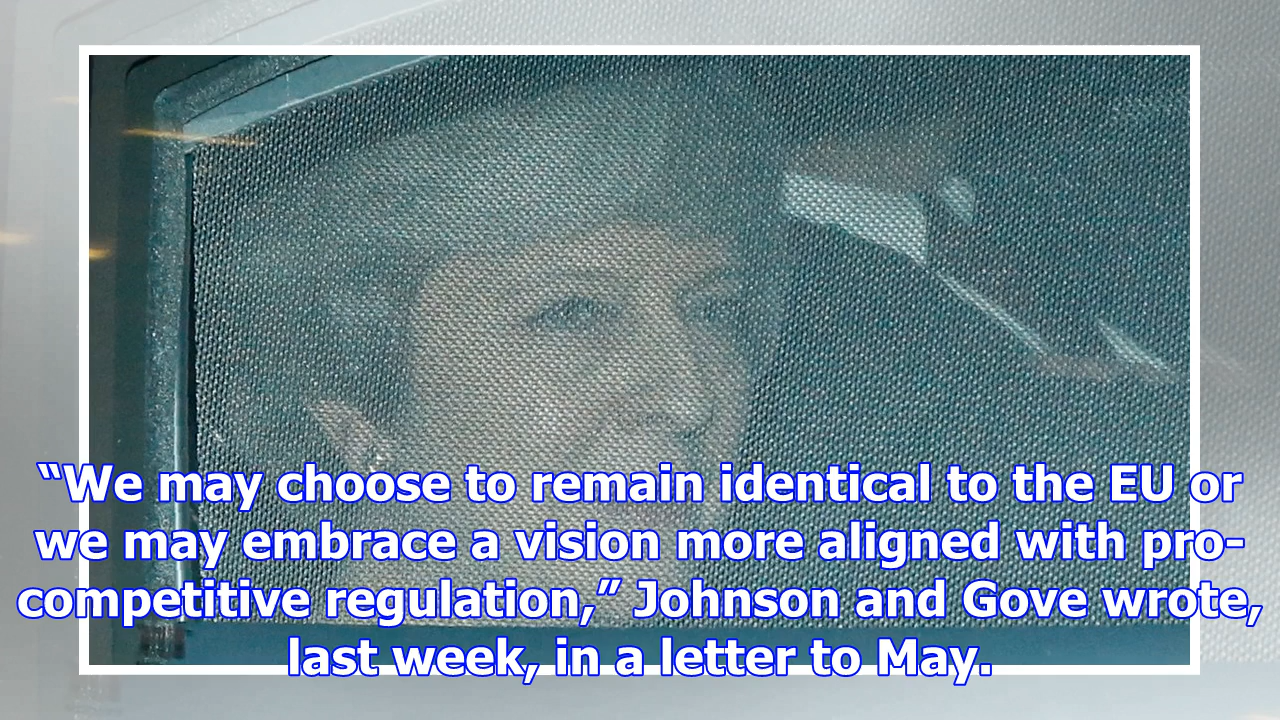 “We may choose to remain identical to the EU or
we may embrace a vision more aligned with pro-
competitive regulation,” Johnson and Gove wrote,
last week, in a letter to May.